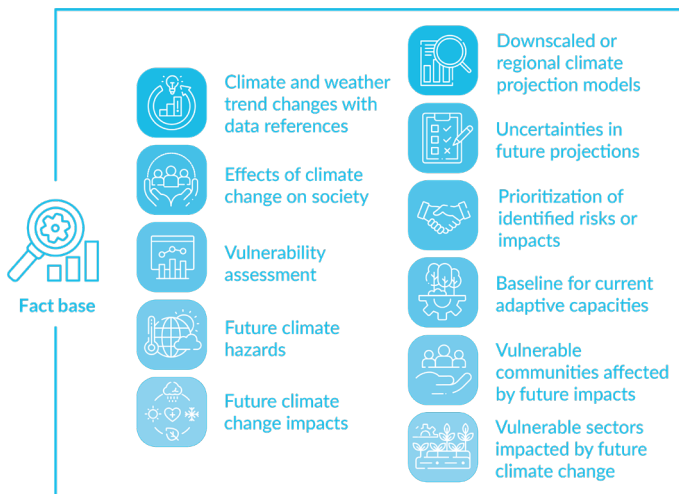 Fact base
Climate and weather
trend changes with
data references
Effects of climate
change on society
Vulnerability
assessment
Future climate
hazards
Future climate
change impacts
Downscaled or
regional climate
projection models
Uncertainties in
future projections
Prioritization of
identified risks or
impacts
Baseline for current
adaptive capacities
Vulnerable
communities affected
by future impacts
Vulnerable sectors
impacted by future
climate change